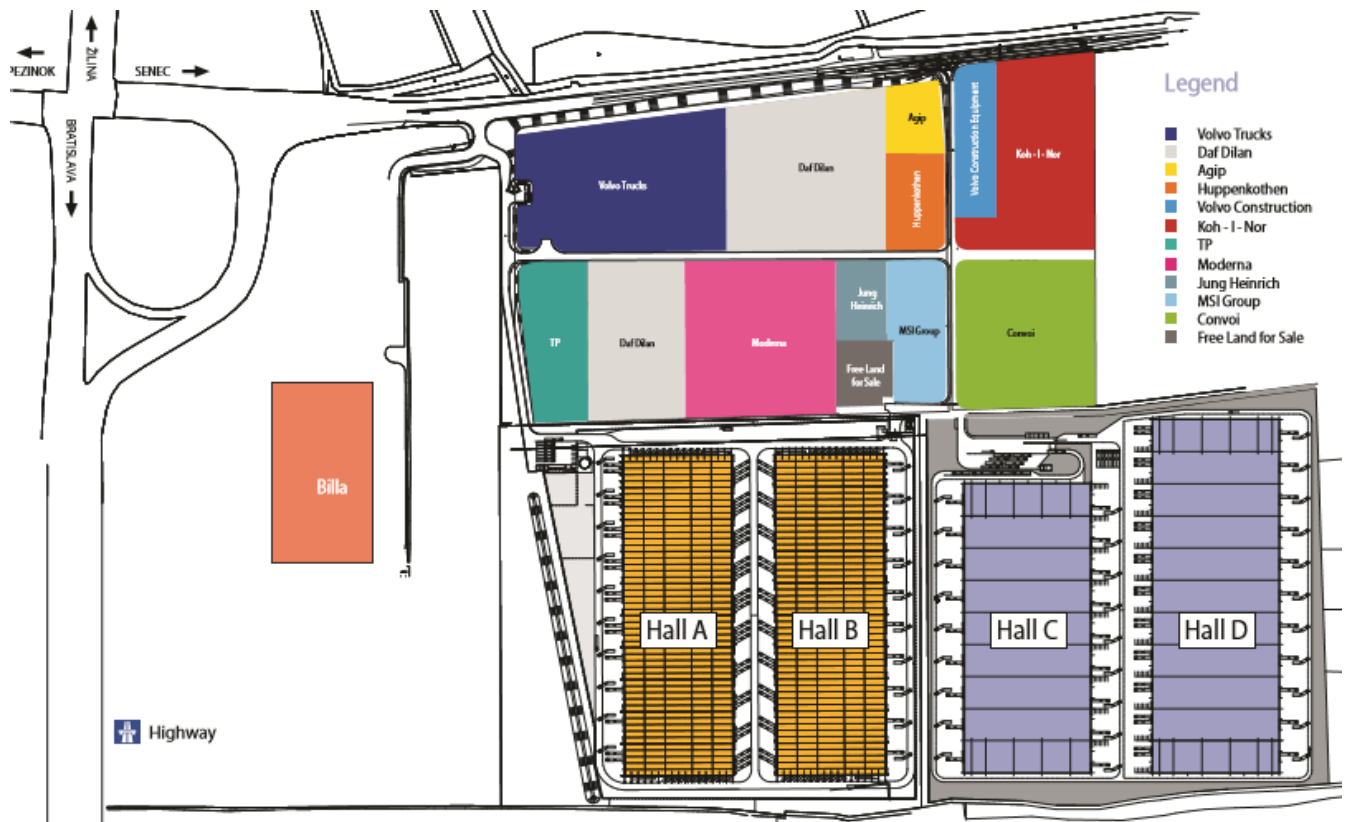 PEZINOK
ŽILINA
SENEC
BRATISLAVA
Legend
Volvo Trucks
Daf Dilan
Agip
Huppenkothen
Volvo Construction
Koh - I - Nor
TP
Moderna
Jung Heinrich
MSI Group
Convoi
Free Land for Sale
Volvo Trucks
Daf Dilan
Agip
Huppenkothen
Volvo Construction Equipment
Koh - I - Nor
TP
Daf Dilan
Moderna
Jung
Heinrich
Free Land
for Sale
MSI Group
Convoi
Billa
Hall A
Hall B
Hall C
Hall D
Highway